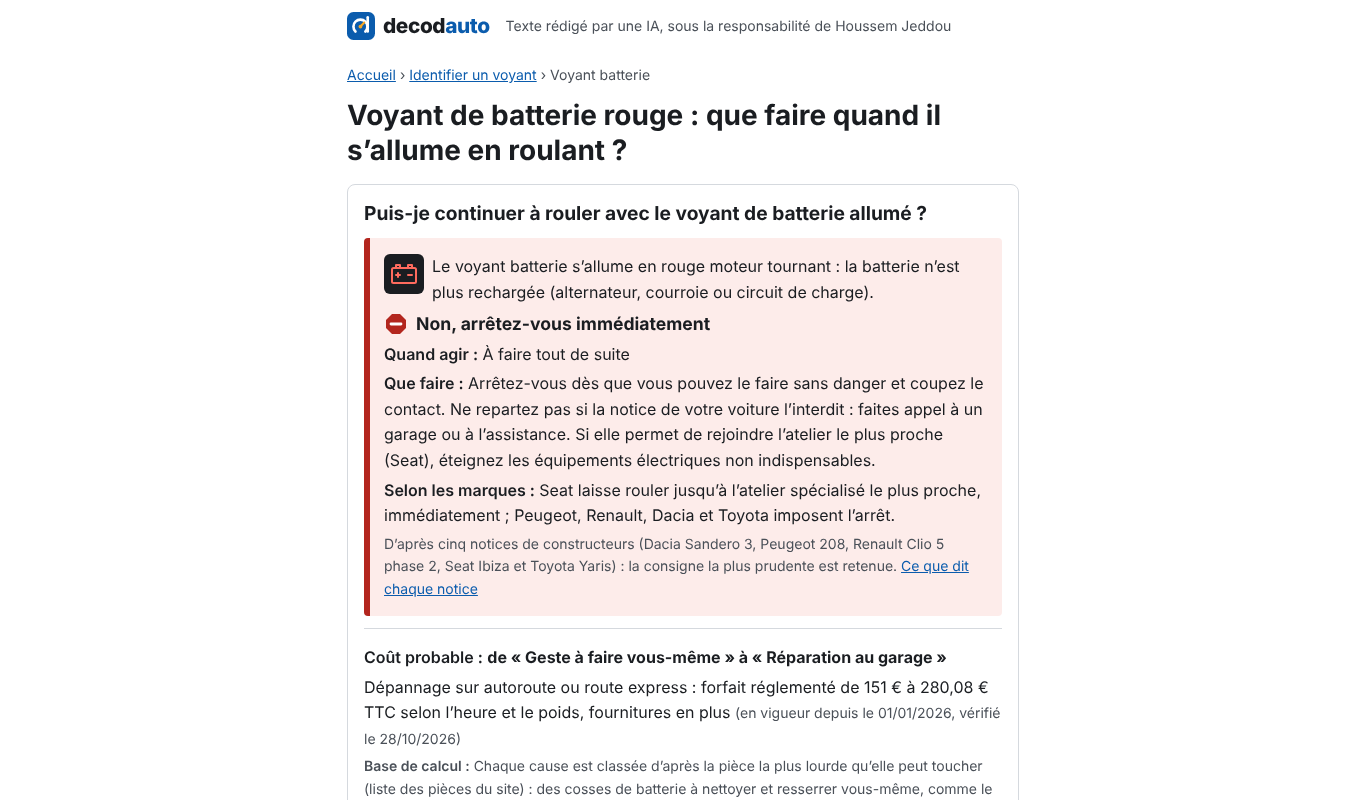 decodauto
Texte rédigé par une IA, sous la responsabilité de Houssem Jeddou
Accueil › Identifier un voyant › Voyant batterie
Voyant de batterie rouge : que faire quand il
s’allume en roulant ?
Puis-je continuer à rouler avec le voyant de batterie allumé ?
Le voyant batterie s’allume en rouge moteur tournant : la batterie n’est
plus rechargée (alternateur, courroie ou circuit de charge).
Non, arrêtez-vous immédiatement
Quand agir : À faire tout de suite
Que faire : Arrêtez-vous dès que vous pouvez le faire sans danger et coupez le
contact. Ne repartez pas si la notice de votre voiture l’interdit : faites appel à un
garage ou à l’assistance. Si elle permet de rejoindre l’atelier le plus proche
(Seat), éteignez les équipements électriques non indispensables.
Selon les marques : Seat laisse rouler jusqu’à l’atelier spécialisé le plus proche,
immédiatement ; Peugeot, Renault, Dacia et Toyota imposent l’arrêt.
D’après cinq notices de constructeurs (Dacia Sandero 3, Peugeot 208, Renault Clio 5
phase 2, Seat Ibiza et Toyota Yaris) : la consigne la plus prudente est retenue. Ce que dit
chaque notice
Coût probable : de « Geste à faire vous-même » à « Réparation au garage »
Dépannage sur autoroute ou route express : forfait réglementé de 151 € à 280,08 €
TTC selon l’heure et le poids, fournitures en plus (en vigueur depuis le 01/01/2026, vérifié
le 28/10/2026)
Base de calcul : Chaque cause est classée d’après la pièce la plus lourde qu’elle peut toucher
(liste des pièces du site) : des cosses de batterie à nettoyer et resserrer vous-même, comme le